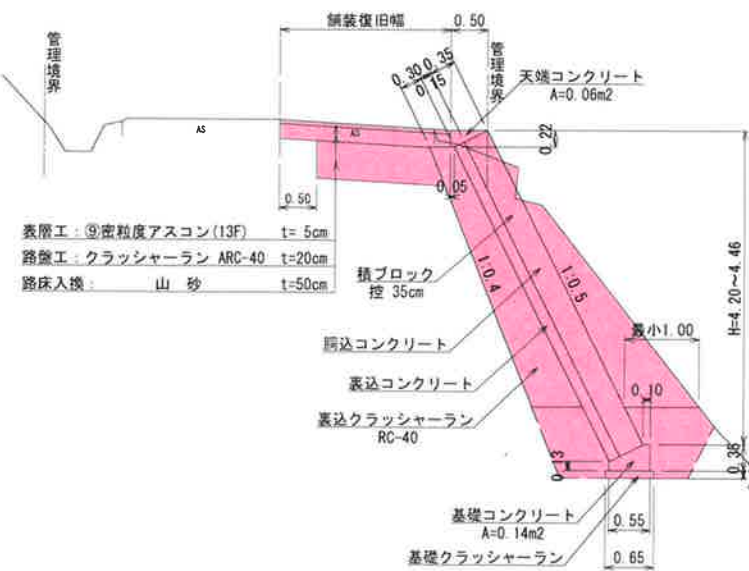 舗装復旧幅
0.50
管理境界
管理境界
0.30
0.15
0.35
天端コンクリート
A=0.06m2
AS
AS
0.22
0.50
0.05
表層工：⑨密粒度アスコン(13F)　t= 5cm
路盤工：クラッシャーラン ARC-40　t=20cm
路床入換：　山　砂　t=50cm
積ブロック
控 35cm
1:0.4
1:0.5
H=4.20～4.46
胴込コンクリート
最小1.00
裏込コンクリート
0.10
裏込クラッシャーラン
RC-40
0.13
0.36
基礎コンクリート
A=0.14m2
0.55
基礎クラッシャーラン
0.65